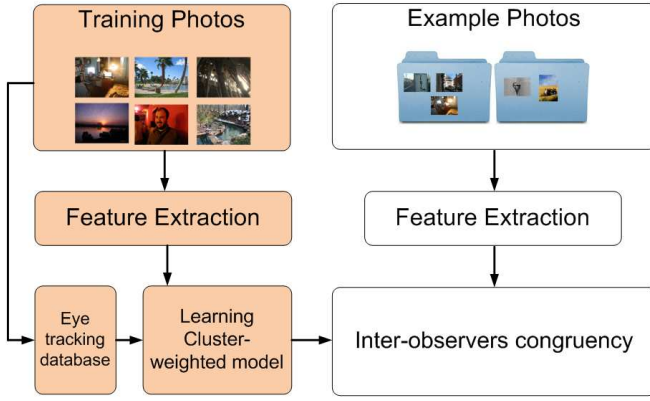 Training Photos
Example Photos
Feature Extraction
Feature Extraction
Eye
tracking
database
Learning
Cluster-
weighted model
Inter-observers congruency